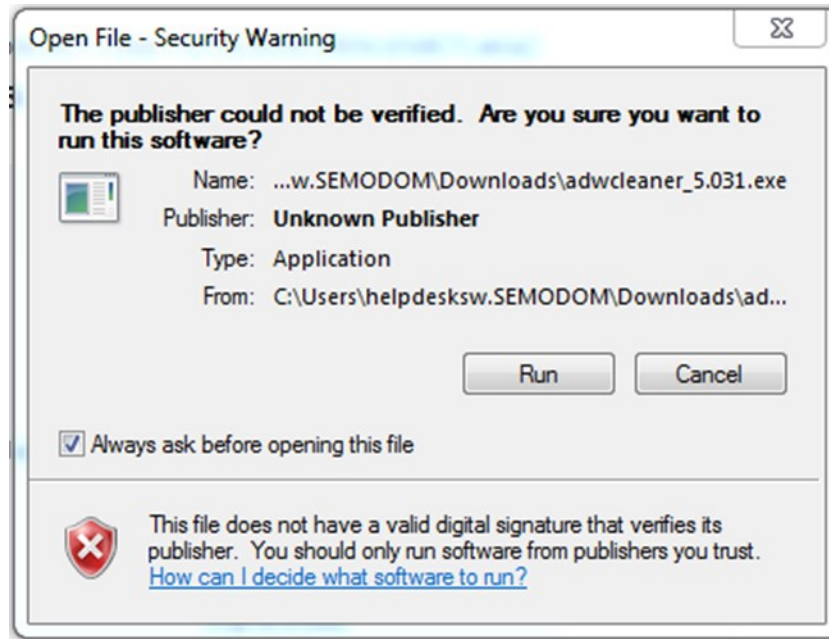 Open File - Security Warning
The publisher could not be verified.  Are you sure you want to
run this software?
Name: ...w.SEMODOM\Downloads\adwcleaner_5.031.exe
Publisher: Unknown Publisher
Type: Application
From: C:\Users\helpdesksw.SEMODOM\Downloads\ad...
Run Cancel
Always ask before opening this file
This file does not have a valid digital signature that verifies its
publisher.  You should only run software from publishers you trust.
How can I decide what software to run?